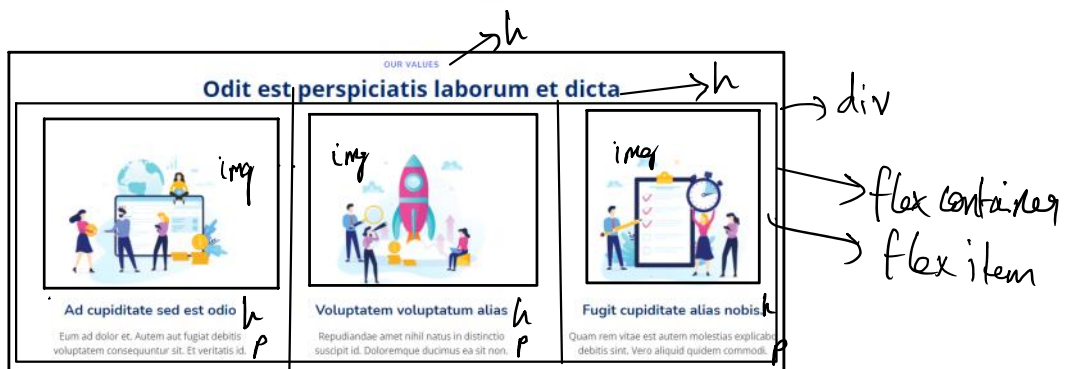 h
OUR VALUES
Odit est perspiciatis laborum et dicta
h
div
img
img
img
flex container
flex item
Ad cupiditate sed est odio h
Voluptatem voluptatum alias h
Fugit cupiditate alias nobis h
Eum ad dolor et. Autem aut fugiat debitis
voluptatem consequuntur sit. Et veritatis id. p
Repudiandae amet nihil natus in distinctio
suscipit id. Doloremque ducimus ea sit non. p
Quam rem vitae est autem molestias explicabo
debitis sint. Vero aliquid quidem commodi. p